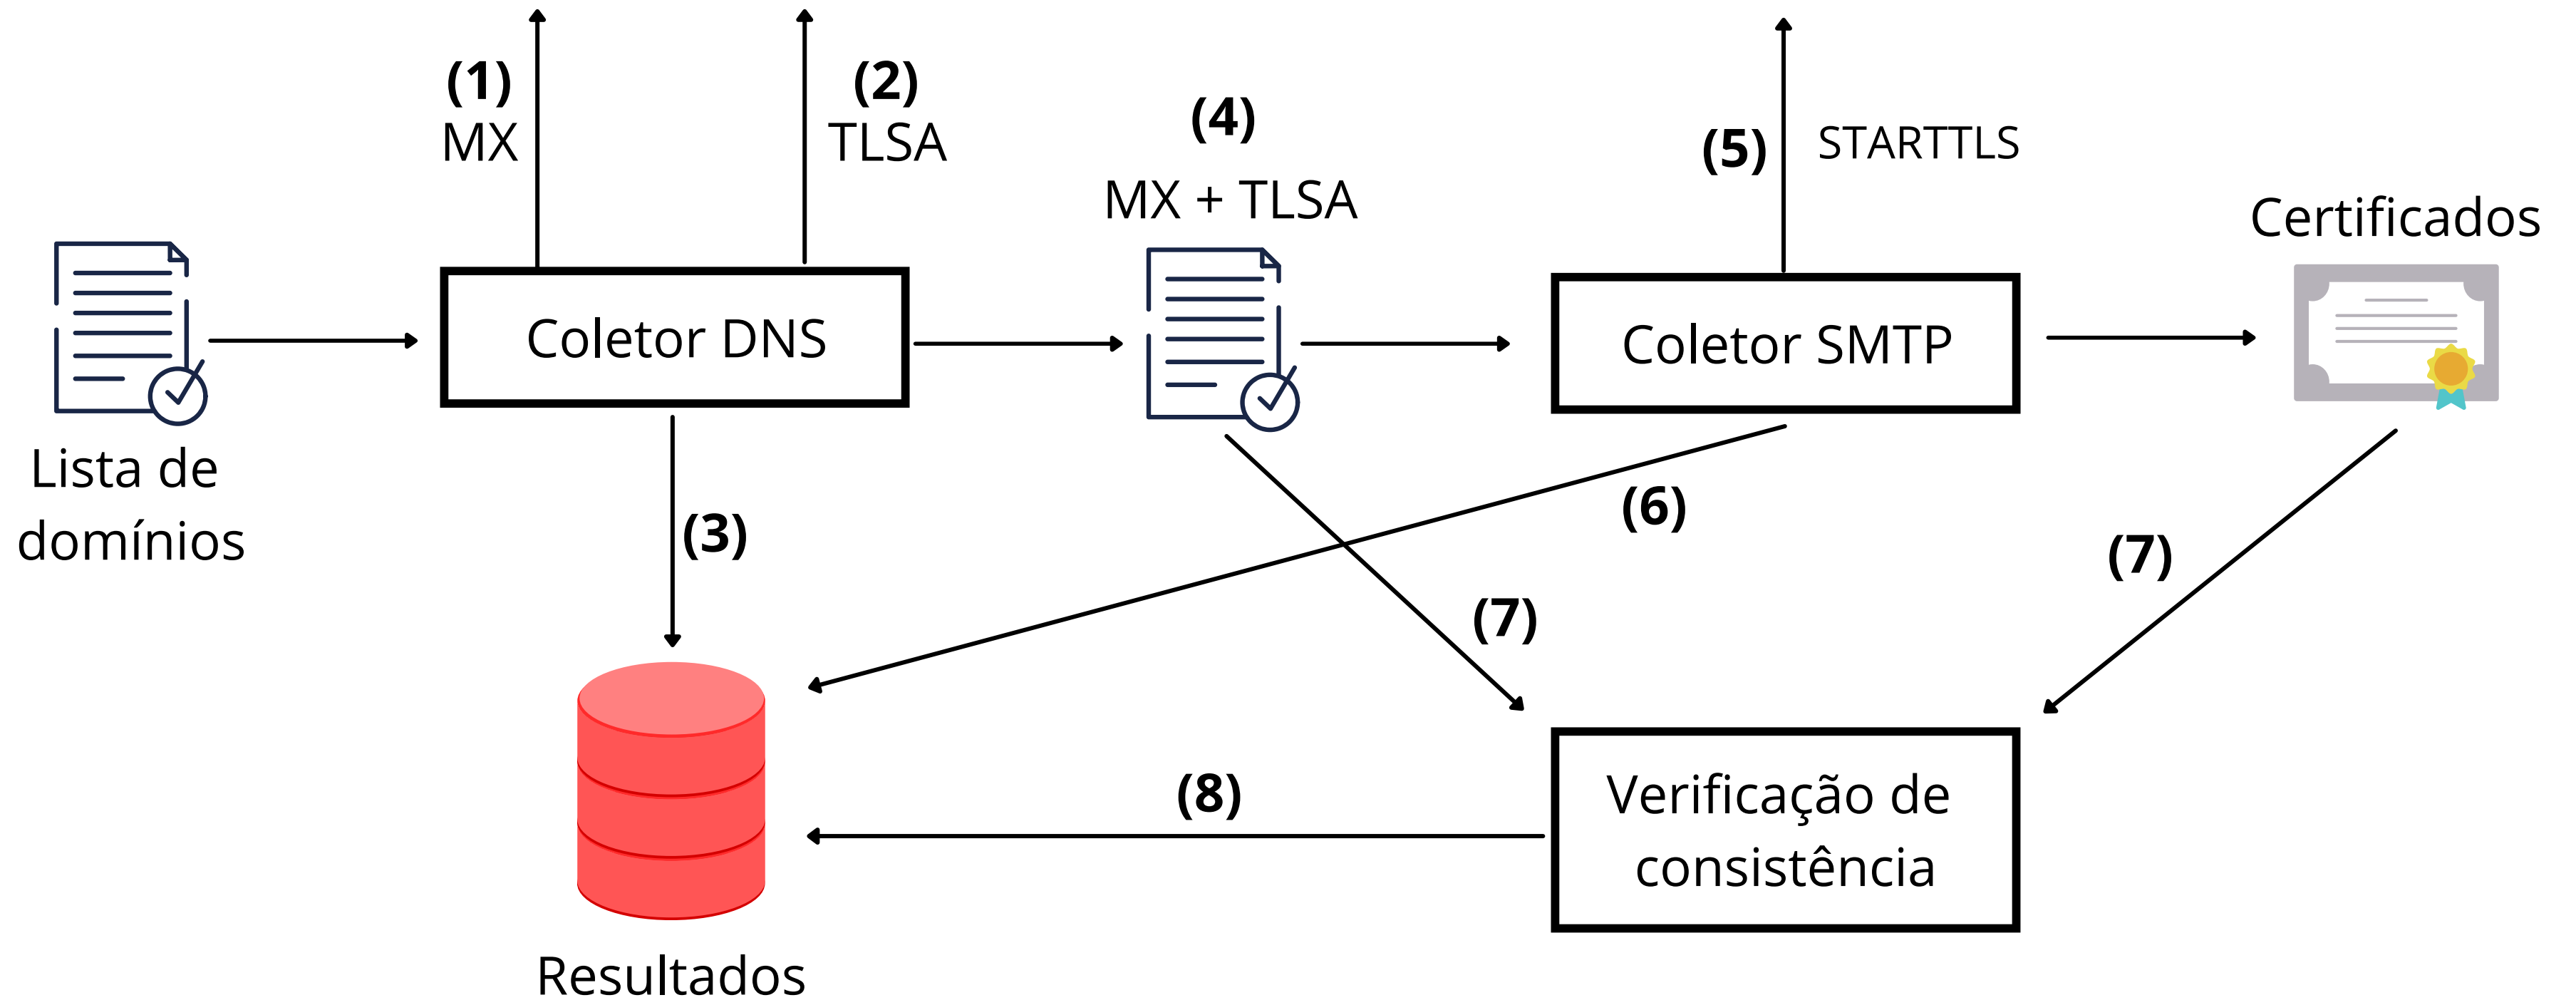 (1)
MX
(2)
TLSA
(4)
MX + TLSA
(5)
STARTTLS
Certificados
Lista de
domínios
Coletor DNS
Coletor SMTP
(3)
(6)
(7)
(7)
(8)
Verificação de
consistência
Resultados